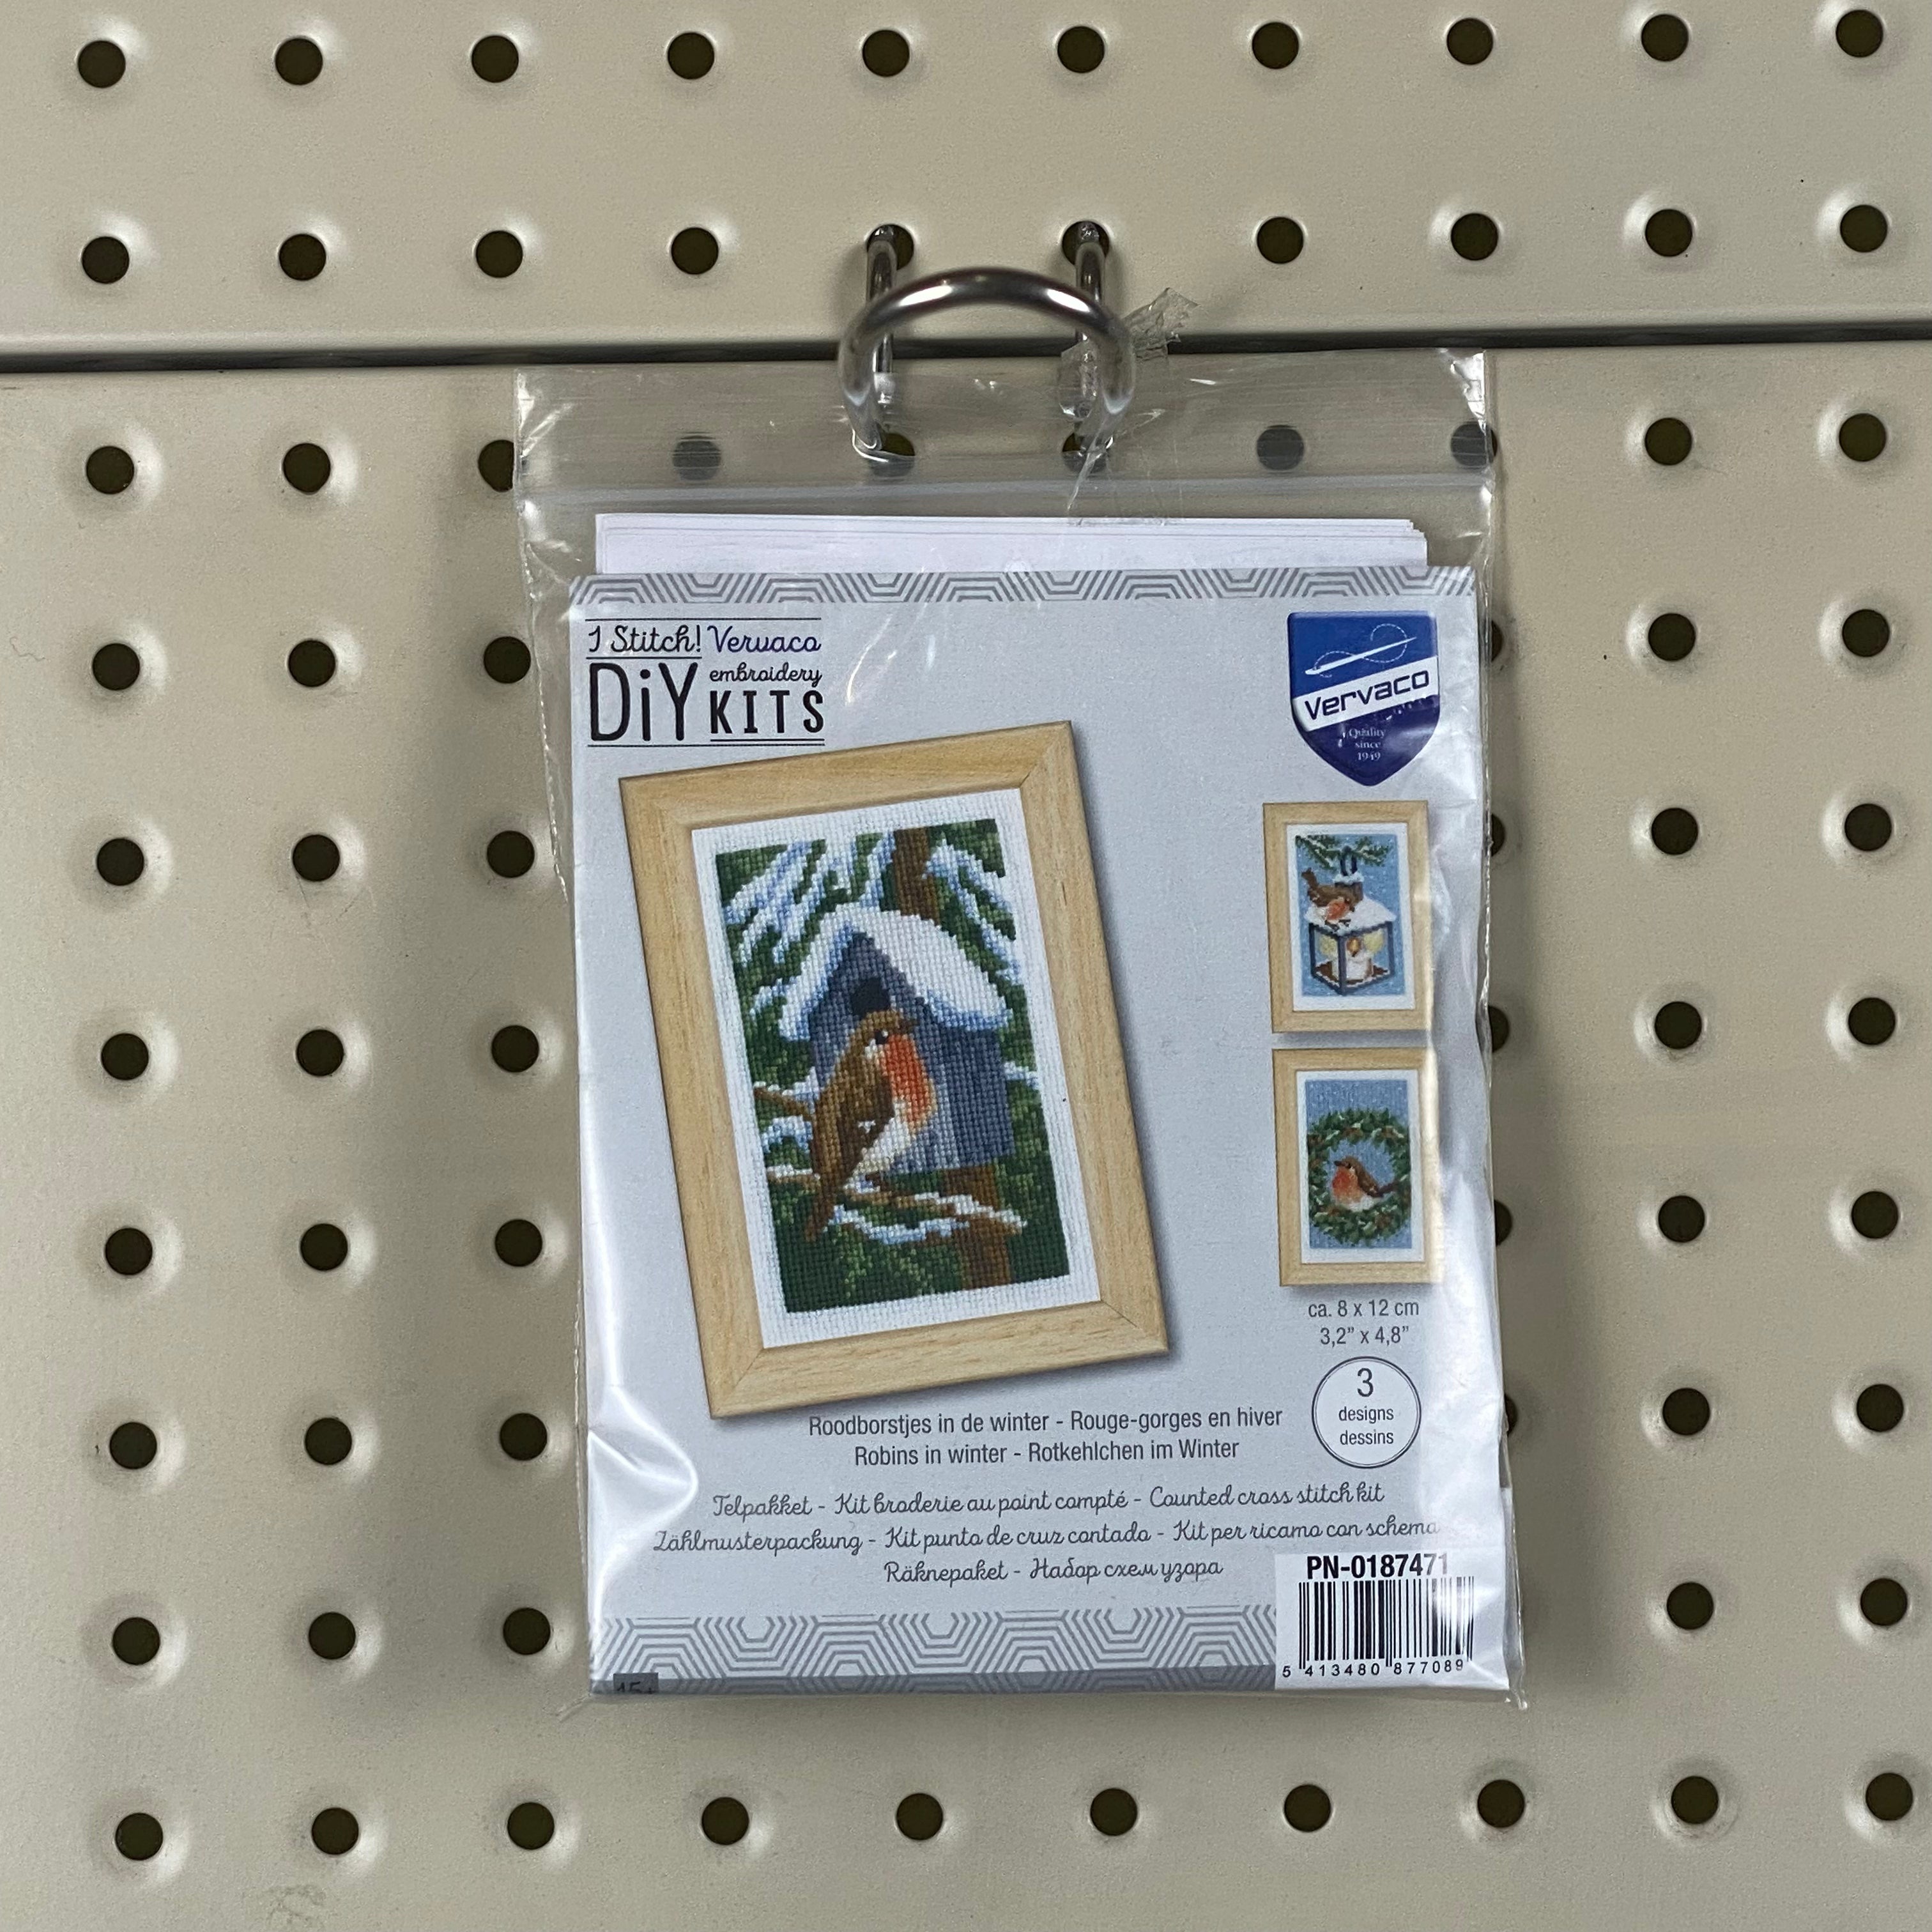 I Stitch! Vervaco
DiY embroidery KITS
Vervaco
Quality
since
1949
ca. 8 x 12 cm
3,2” x 4,8”
3
designs
dessins
Roodborstjes in de winter - Rouge-gorges en hiver
Robins in winter - Rotkehlchen im Winter
Telpakket - Kit broderie au point compté - Counted cross stitch kit
Zählmusterpackung - Kit punto de cruz contado - Kit per ricamo con schema
Räknepaket - Набор схем узора
PN-0187471
5 413480 877089
15+